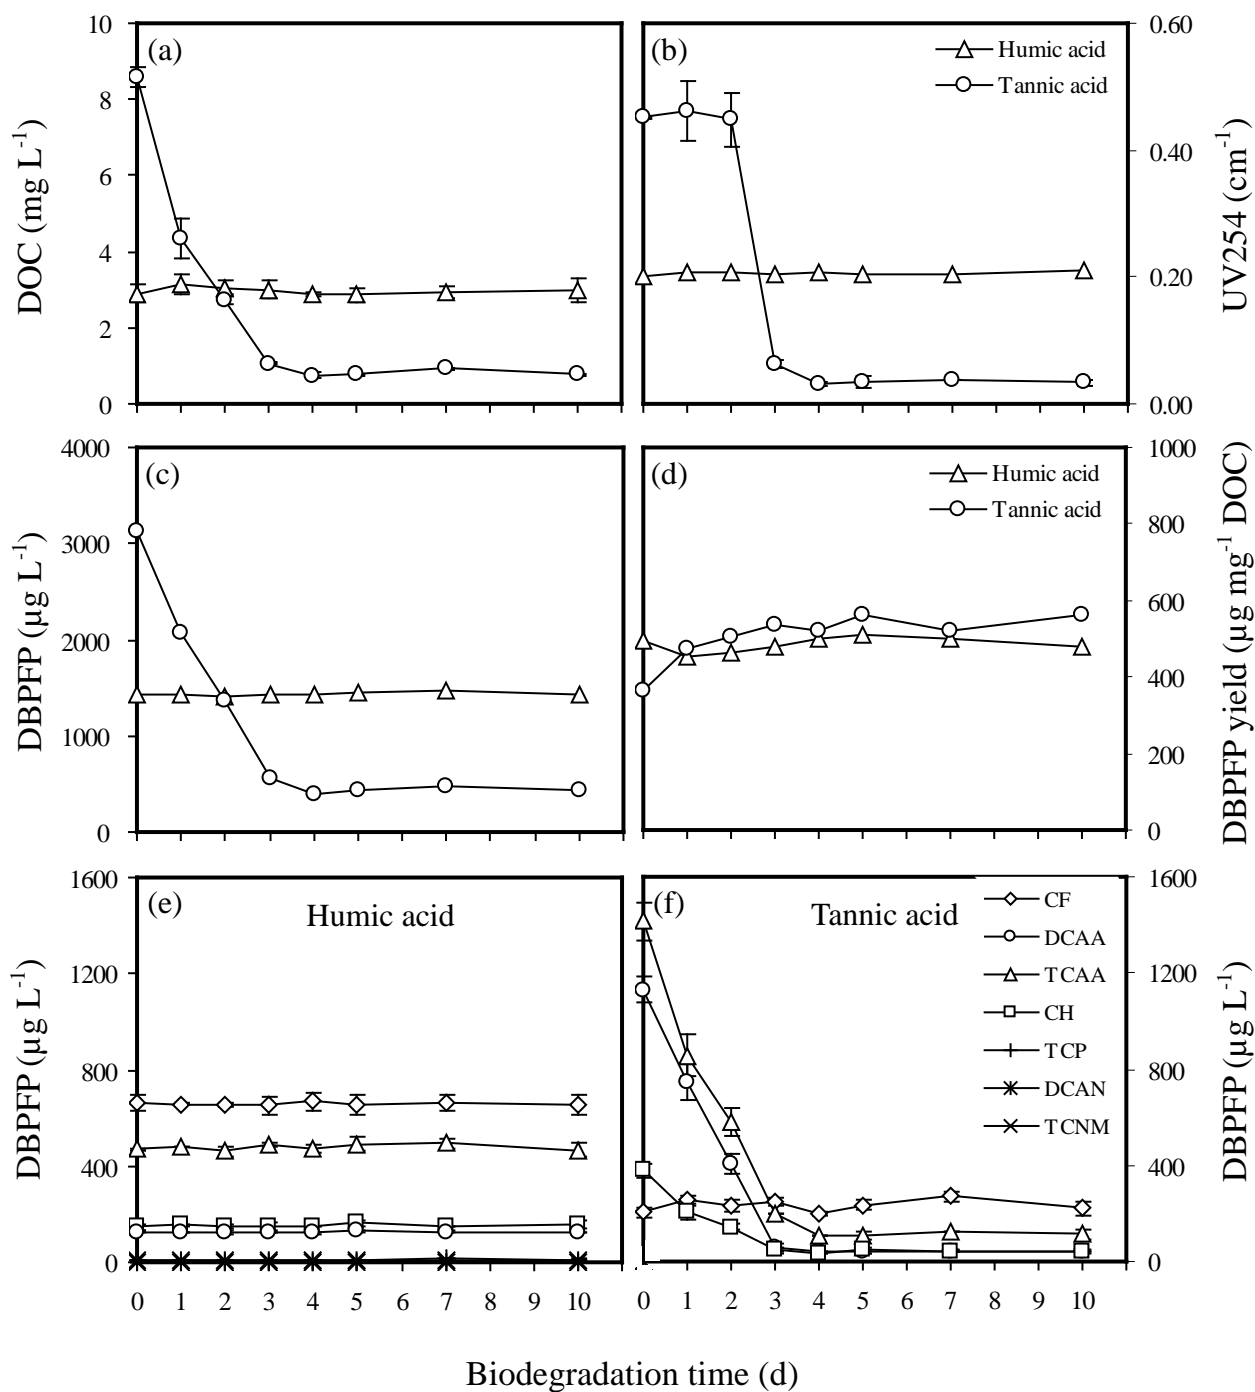 (a)
10
8
6
4
2
0
DOC (mg L-1)
(b)
Humic acid
Tannic acid
0.60
0.40
0.20
0.00
UV254 (cm-1)
(c)
4000
3000
2000
1000
0
DBPFP (µg L-1)
(d)
Humic acid
Tannic acid
1000
800
600
400
200
0
DBPFP yield (µg mg-1 DOC)
(e)
Humic acid
1600
1200
800
400
0
DBPFP (µg L-1)
0 1 2 3 4 5 6 7 8 9 10
(f)
Tannic acid
CF
DCAA
TCAA
CH
TCP
DCAN
TCNM
1600
1200
800
400
0
DBPFP (µg L-1)
0 1 2 3 4 5 6 7 8 9 10
Biodegradation time (d)